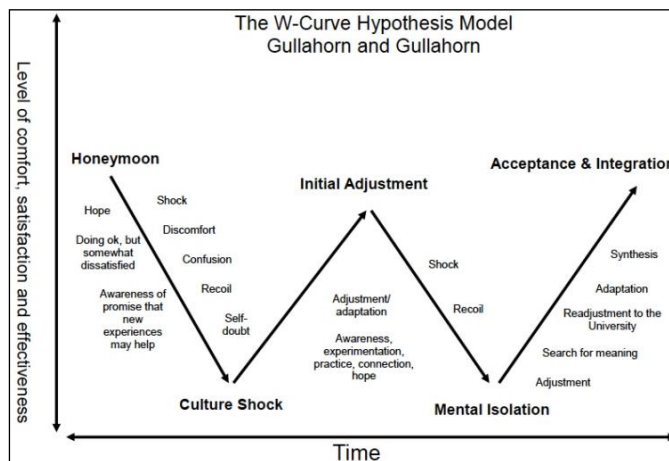 The W-Curve Hypothesis Model
Gullahorn and Gullahorn
Level of comfort, satisfaction and effectiveness
Honeymoon
Hope
Doing ok, but
somewhat
dissatisfied
Awareness of
promise that
new
experiences
may help
Shock
Discomfort
Confusion
Recoil
Self-
doubt
Culture Shock
Initial Adjustment
Adjustment/
adaptation
Awareness,
experimentation,
practice, connection,
hope
Shock
Recoil
Mental Isolation
Acceptance & Integration
Synthesis
Adaptation
Readjustment to the
University
Search for meaning
Adjustment
Time